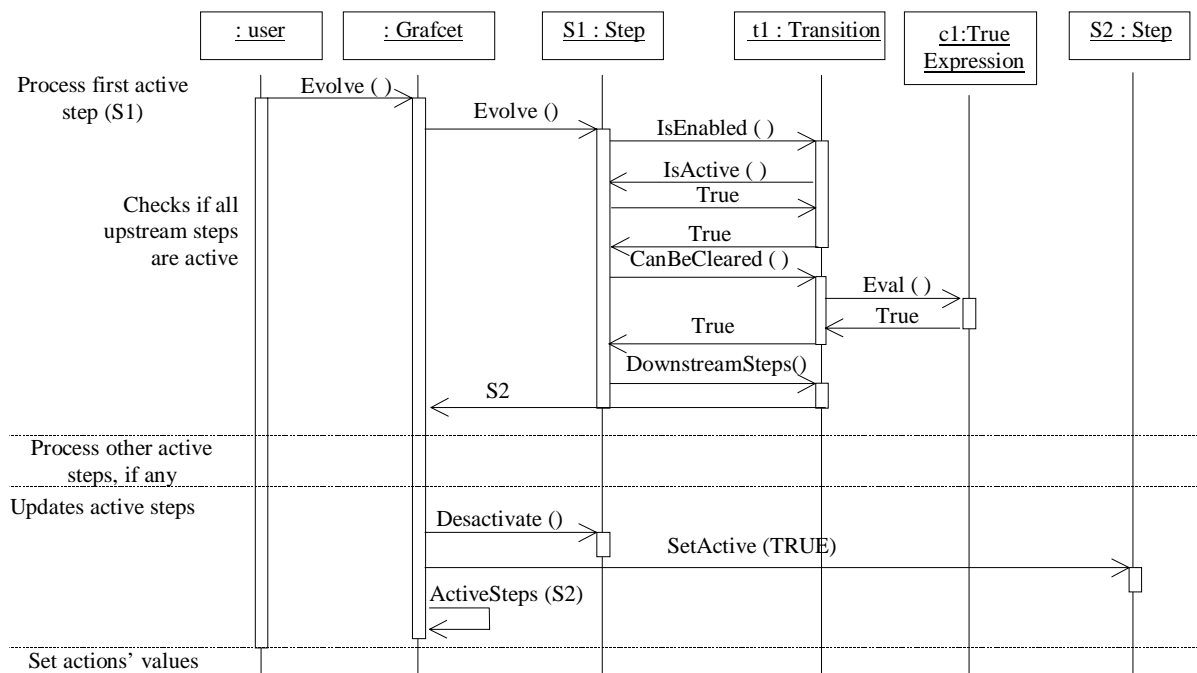 : user
: Grafcet
S1 : Step
t1 : Transition
c1:True
Expression
S2 : Step
Process first active
step (S1)
Evolve ( )
Evolve ()
IsEnabled ( )
IsActive ( )
True
Checks if all
upstream steps
are active
True
CanBeCleared ( )
Eval ( )
True
True
DownstreamSteps()
S2
Process other active
steps, if any
Updates active steps
Desactivate ()
SetActive (TRUE)
ActiveSteps (S2)
Set actions’ values